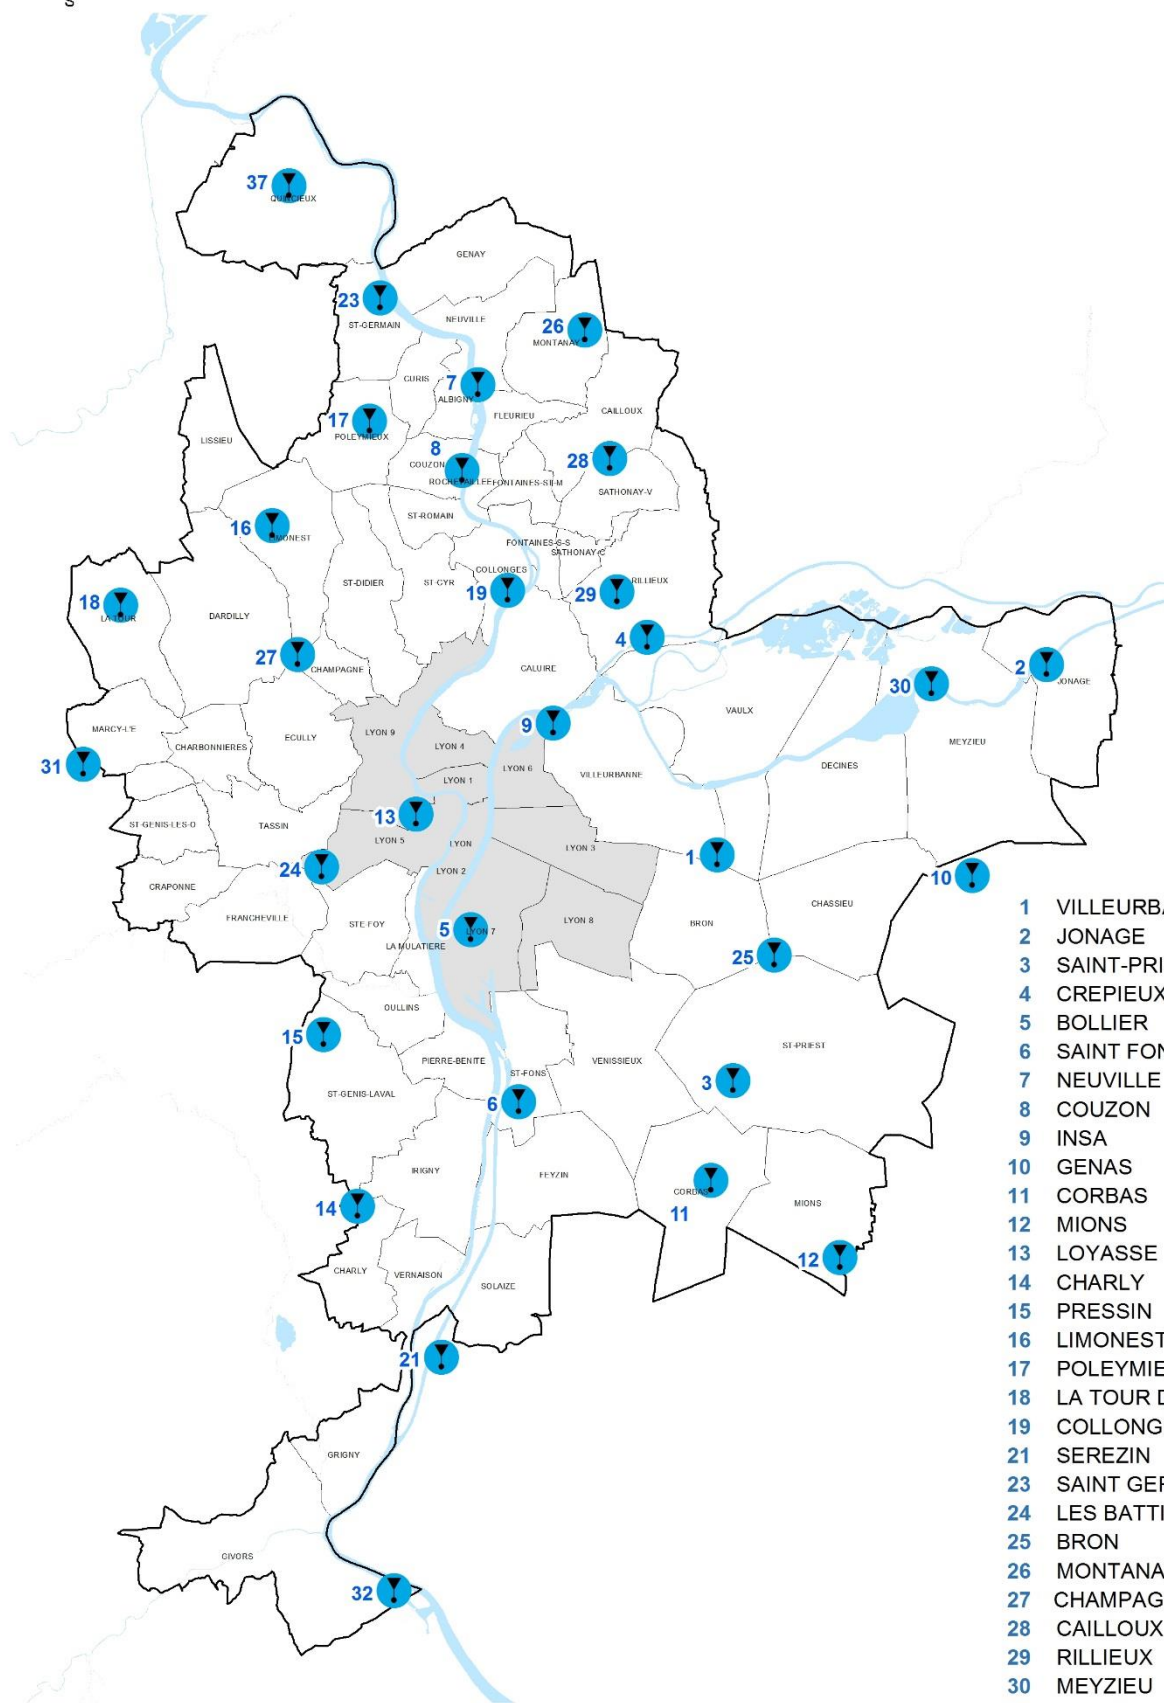 S
37
QUINCIEUX
GENAY
23
ST-GERMAIN
NEUVILLE
26
MONTANAY
CURIS
7
ALBIGNY
FLEURIEU
CAILLOUX
17
POLEYMIEUX
LISSIEU
8
COUZON
ROCHETAILLEE
FONTAINES-ST-M
28
SATHONAY-V
16
LIMONEST
ST-ROMAIN
FONTAINES-S-S
SATHONAY-C
COLLONGES
ST-DIDIER
ST-CYR
19
29
RILLIEUX
18
LA TOUR
DARDILLY
4
27
CHAMPAGNE
CALUIRE
2
JONAGE
30
MARCY-L'E
CHARBONNIERES
ECULLY
LYON 9
LYON 4
9
VAULX
MEYZIEU
31
LYON 1
LYON 6
VILLEURBANNE
DECINES
ST-GENIS-LES-O
TASSIN
13
LYON 5
LYON
LYON 3
LYON 2
1
24
CRAPONNE
10
FRANCHEVILLE
STE FOY
LA MULATIERE
5
LYON 7
LYON 8
BRON
CHASSIEU
25
OULLINS
15
PIERRE-BENITE
ST-FONS
VENISSIEUX
ST-PRIEST
ST-GENIS-LAVAL
6
3
IRIGNY
FEYZIN
CORBAS
11
MIONS
14
12
CHARLY
VERNAISON
SOLAIZE
21
GRIGNY
GIVORS
32
1 VILLEURBA
2 JONAGE
3 SAINT-PRI
4 CREPIEUX
5 BOLLIER
6 SAINT FON
7 NEUVILLE
8 COUZON
9 INSA
10 GENAS
11 CORBAS
12 MIONS
13 LOYASSE
14 CHARLY
15 PRESSIN
16 LIMONEST
17 POLEYMIE
18 LA TOUR D
19 COLLONG
21 SEREZIN
23 SAINT GER
24 LES BATTI
25 BRON
26 MONTANA
27 CHAMPAG
28 CAILLOUX
29 RILLIEUX
30 MEYZIEU